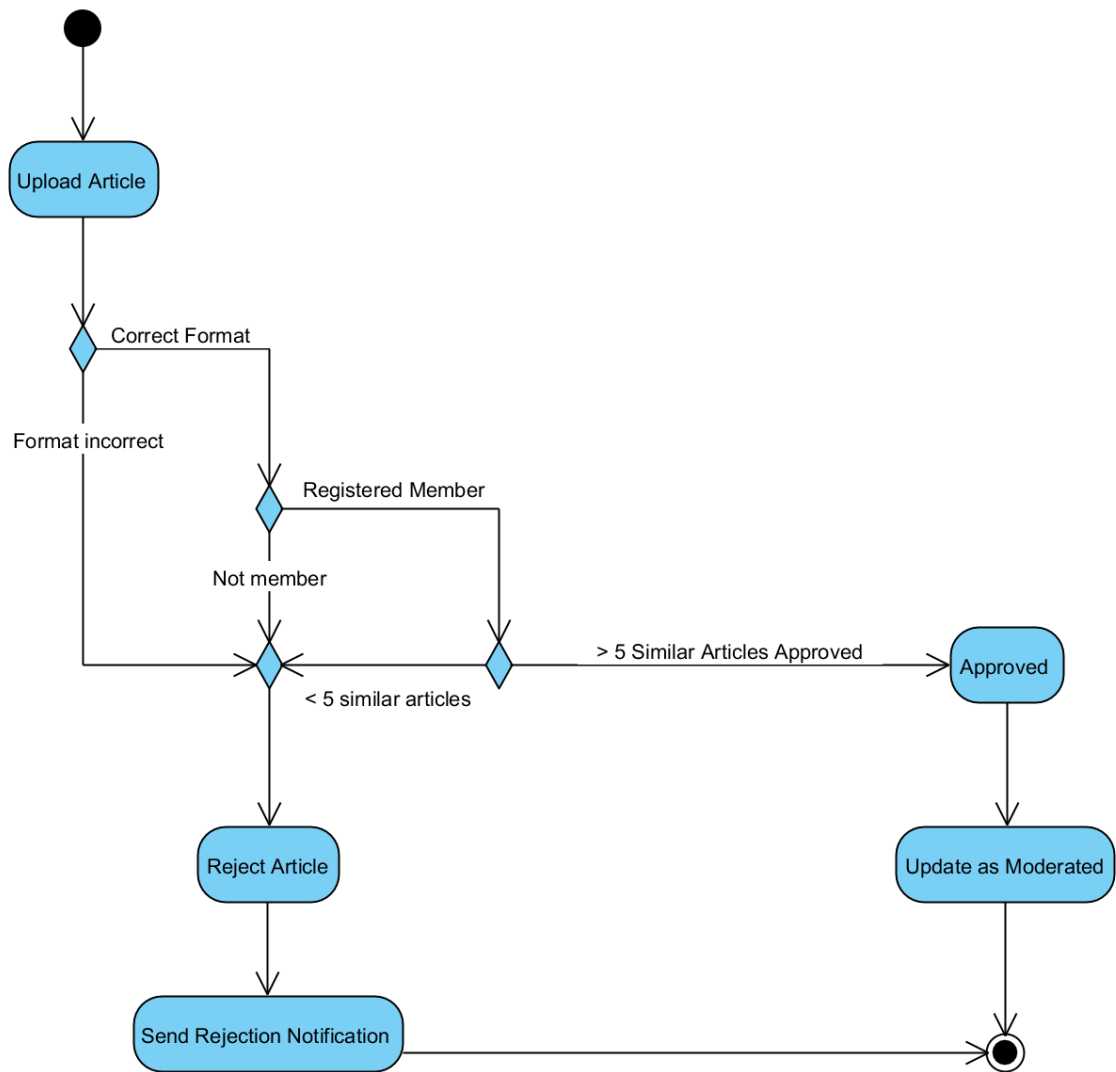 Upload Article
Correct Format
Format incorrect
Registered Member
Not member
> 5 Similar Articles Approved
Approved
< 5 similar articles
Reject Article
Update as Moderated
Send Rejection Notification